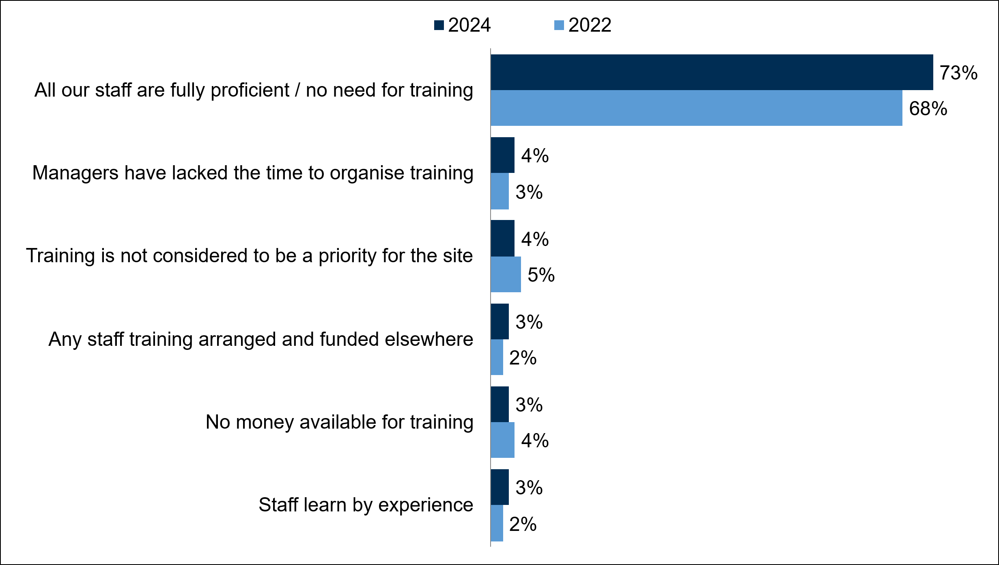 2024 2022
All our staff are fully proficient / no need for training
73%
68%
Managers have lacked the time to organise training
4%
3%
Training is not considered to be a priority for the site
4%
5%
Any staff training arranged and funded elsewhere
3%
2%
No money available for training
3%
4%
Staff learn by experience
3%
2%